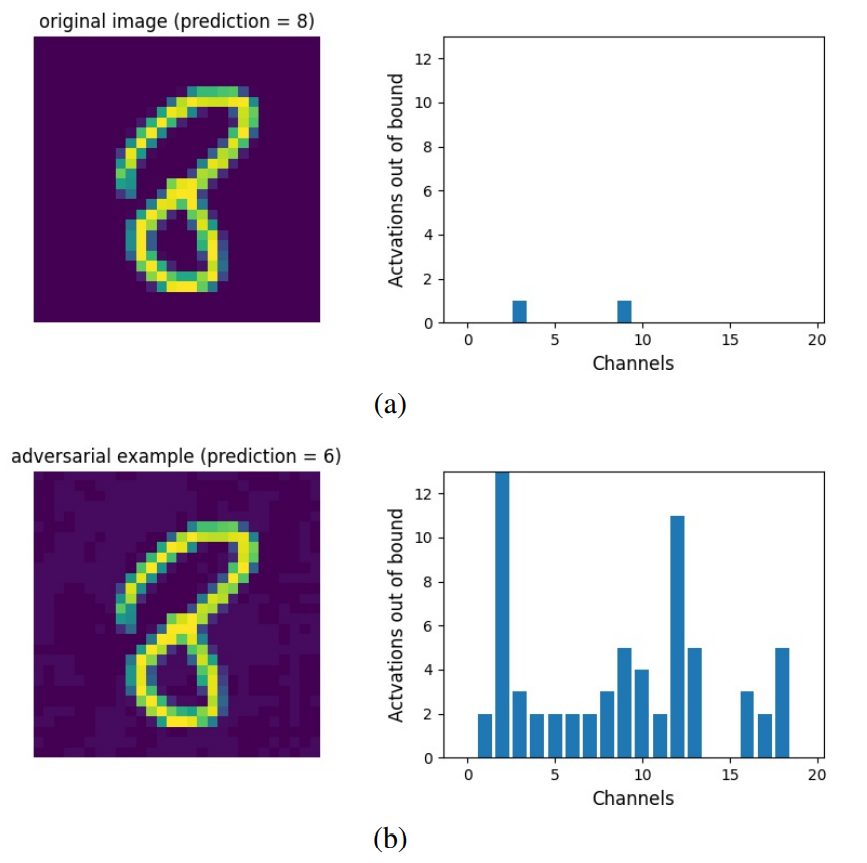 original image (prediction = 8)
12
10
8
6
4
2
0
Actvations out of bound
0 5 10 15 20
Channels
(a)
adversarial example (prediction = 6)
12
10
8
6
4
2
0
Actvations out of bound
0 5 10 15 20
Channels
(b)